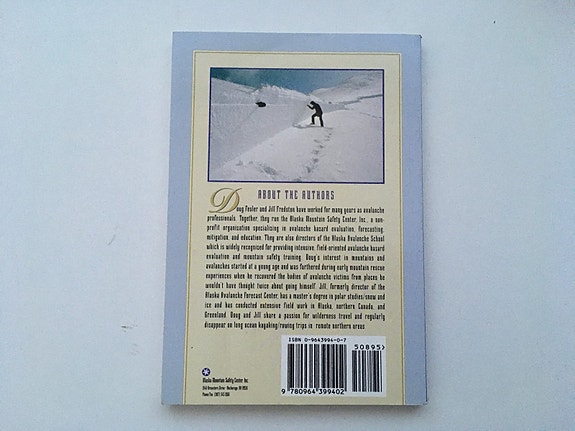 ABOUT THE AUTHORS
Doug Fesler and Jill Fredston have worked for many years as avalanche
professionals. Together, they run the Alaska Mountain Safety Center, Inc., a non-
profit organization specializing in avalanche hazard evaluation, forecasting,
mitigation, and education. They are also directors of the Alaska Avalanche School
which is widely recognized for providing intensive, field-oriented avalanche hazard
evaluation and mountain safety training. Doug's interest in mountains and
avalanches started at a young age and was furthered during early mountain rescue
experiences when he recovered the bodies of avalanche victims from places he
wouldn't have thought twice about going himself. Jill, formerly director of the
Alaska Avalanche Forecast Center, has a master's degree in polar studies/snow and
ice and has conducted extensive field work in Alaska, northern Canada, and
Greenland. Doug and Jill share a passion for wilderness travel and regularly
disappear on long ocean kayaking/rowing trips in remote northern areas.
ISBN 0-9643994-0-7
50895>
9 780964 399402
Alaska Mountain Safety Center, Inc.